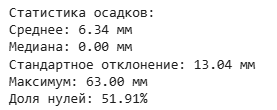 Статистика осадков:
Среднее: 6.34 мм
Медиана: 0.00 мм
Стандартное отклонение: 13.04 мм
Максимум: 63.00 мм
Доля нулей: 51.91%